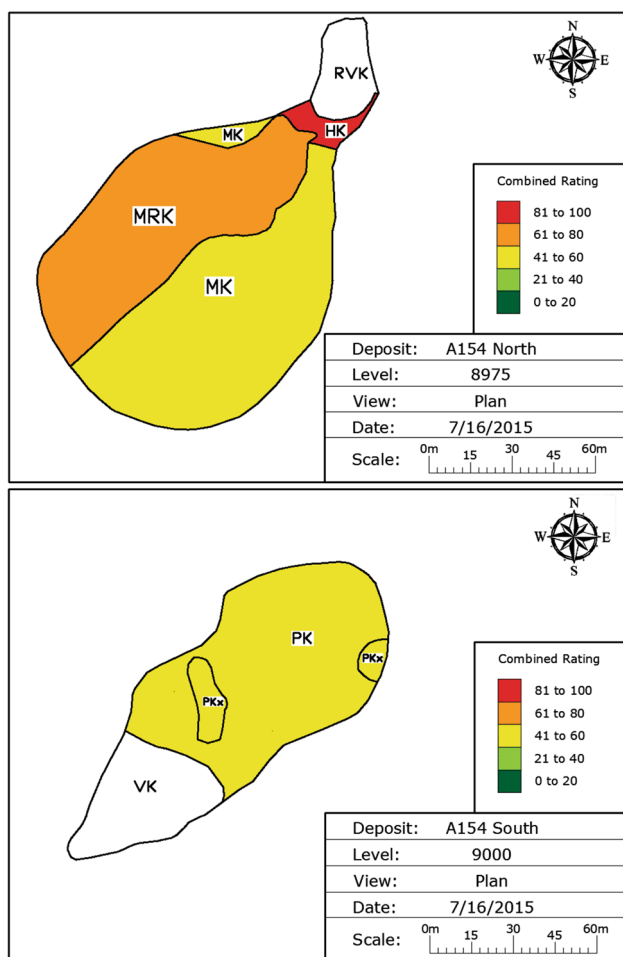 N
W E
S
RVK
HK
MK
MRK
MK
Combined Rating
81 to 100
61 to 80
41 to 60
21 to 40
0 to 20
Deposit: A154 North
Level: 8975
View: Plan
Date: 7/16/2015
Scale: 0m 15 30 45 60m
N
W E
S
PK
PKx
PKx
VK
Combined Rating
81 to 100
61 to 80
41 to 60
21 to 40
0 to 20
Deposit: A154 South
Level: 9000
View: Plan
Date: 7/16/2015
Scale: 0m 15 30 45 60m